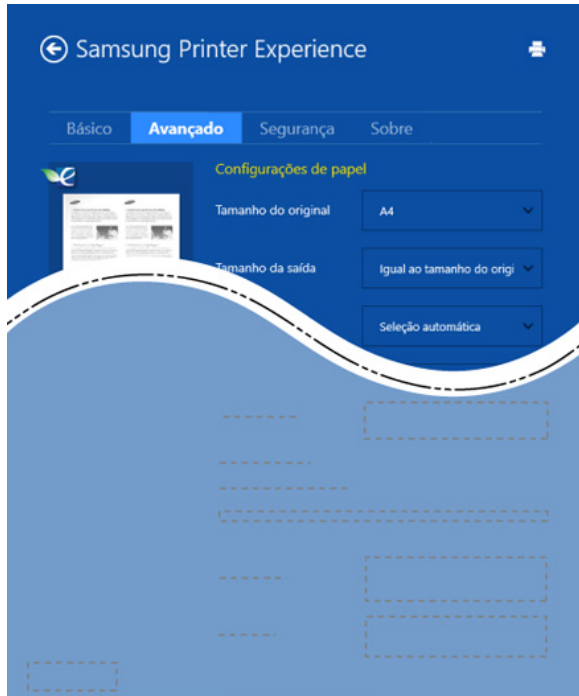 Samsung Printer Experience
Básico Avançado Segurança Sobre
Configurações de papel
Tamanho do original A4
Tamanho da saída Igual ao tamanho do origi
Seleção automática